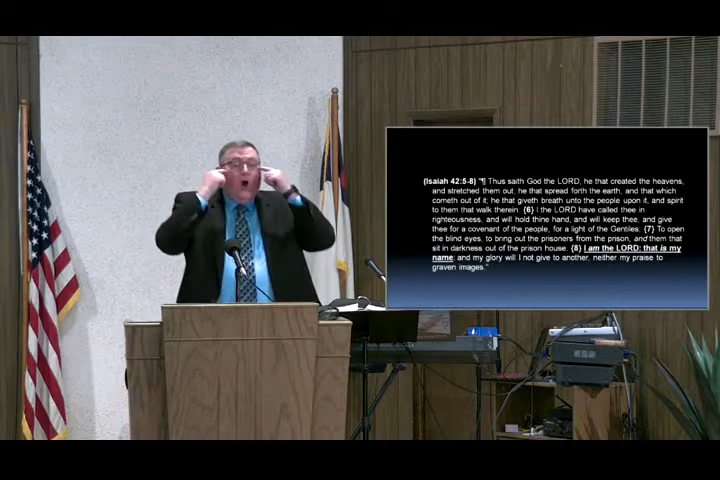 (Isaiah 42:5-8) "¶ Thus saith God the LORD, he that created the heavens,
and stretched them out; he that spread forth the earth, and that which
cometh out of it; he that giveth breath unto the people upon it, and spirit
to them that walk therein: {6} I the LORD have called thee in
righteousness, and will hold thine hand, and will keep thee, and give
thee for a covenant of the people, for a light of the Gentiles; {7} To open
the blind eyes, to bring out the prisoners from the prison, and them that
sit in darkness out of the prison house. {8} I am the LORD: that is my
name: and my glory will I not give to another, neither my praise to
graven images."